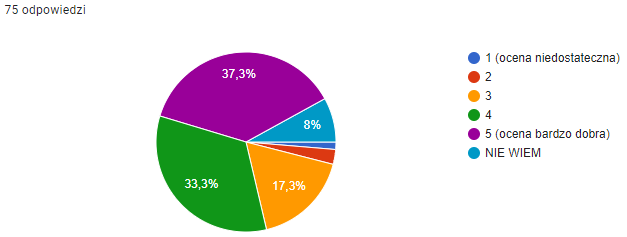 75 odpowiedzi
37,3%
8%
33,3%
17,3%
1 (ocena niedostateczna)
2
3
4
5 (ocena bardzo dobra)
NIE WIEM